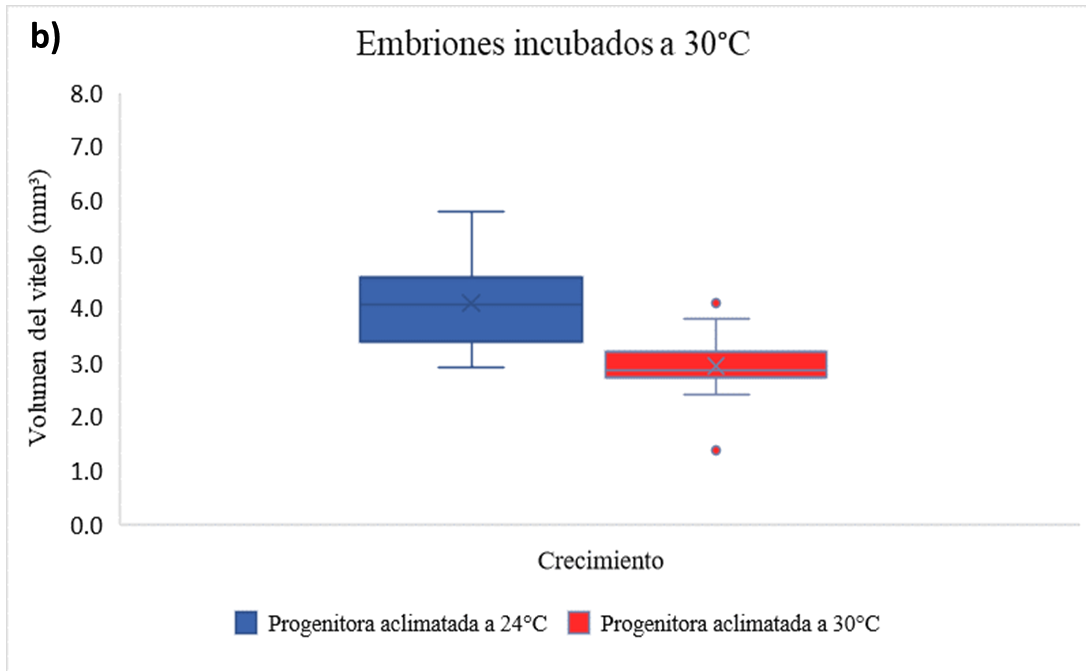 b)
Embriones incubados a 30°C
Volumen del vitelo (mm³)
8.0
7.0
6.0
5.0
4.0
3.0
2.0
1.0
0.0
Crecimiento
Progenitora aclimatada a 24°C
Progenitora aclimatada a 30°C